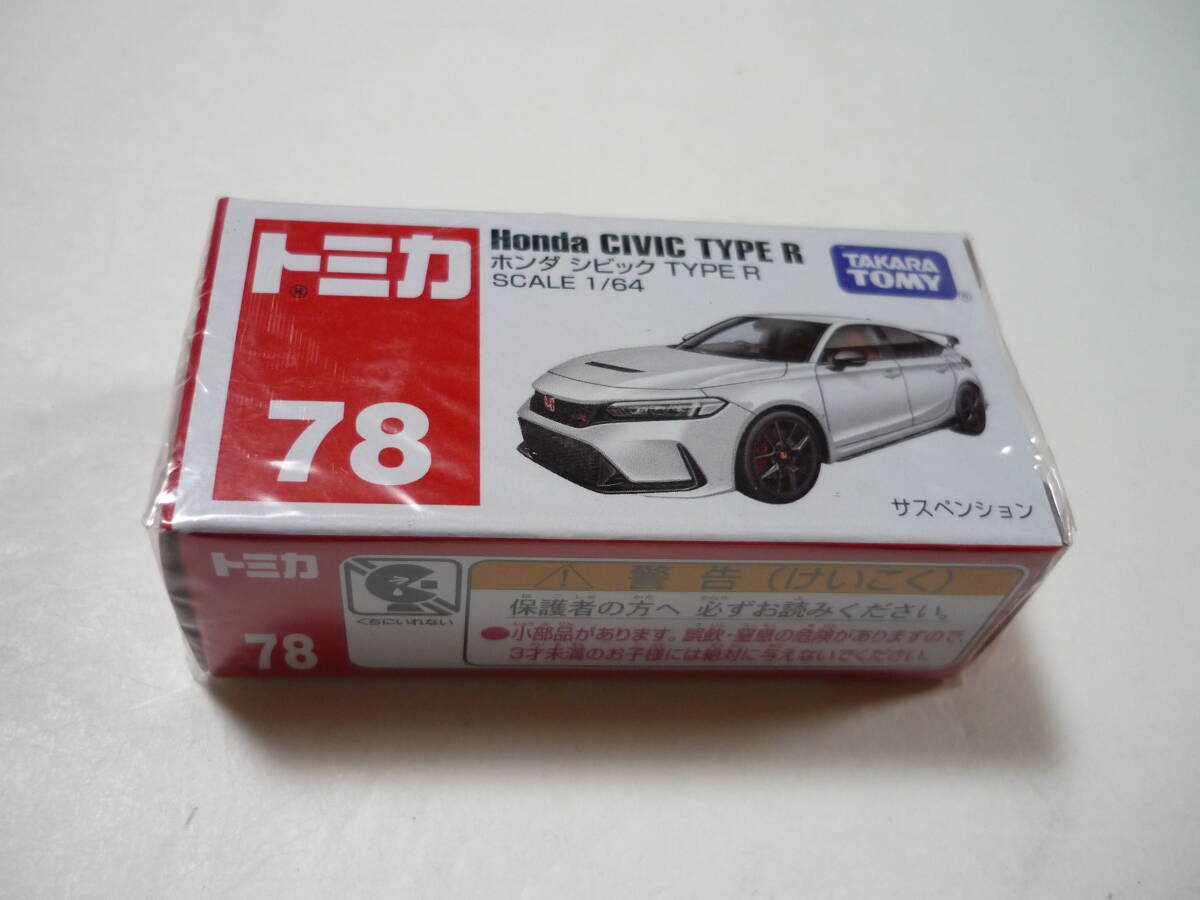 トミカ
®
78
Honda CIVIC TYPE R
ホンダ シビック TYPE R
SCALE 1/64
TAKARA
TOMY
®
サスペンション
トミカ
78
くちにいれない
警告(けいこく)
保護者の方へ 必ずお読みください。
●小部品があります。誤飲・窒息の危険がありますので
3才未満のお子様には絶対に与えないでください。